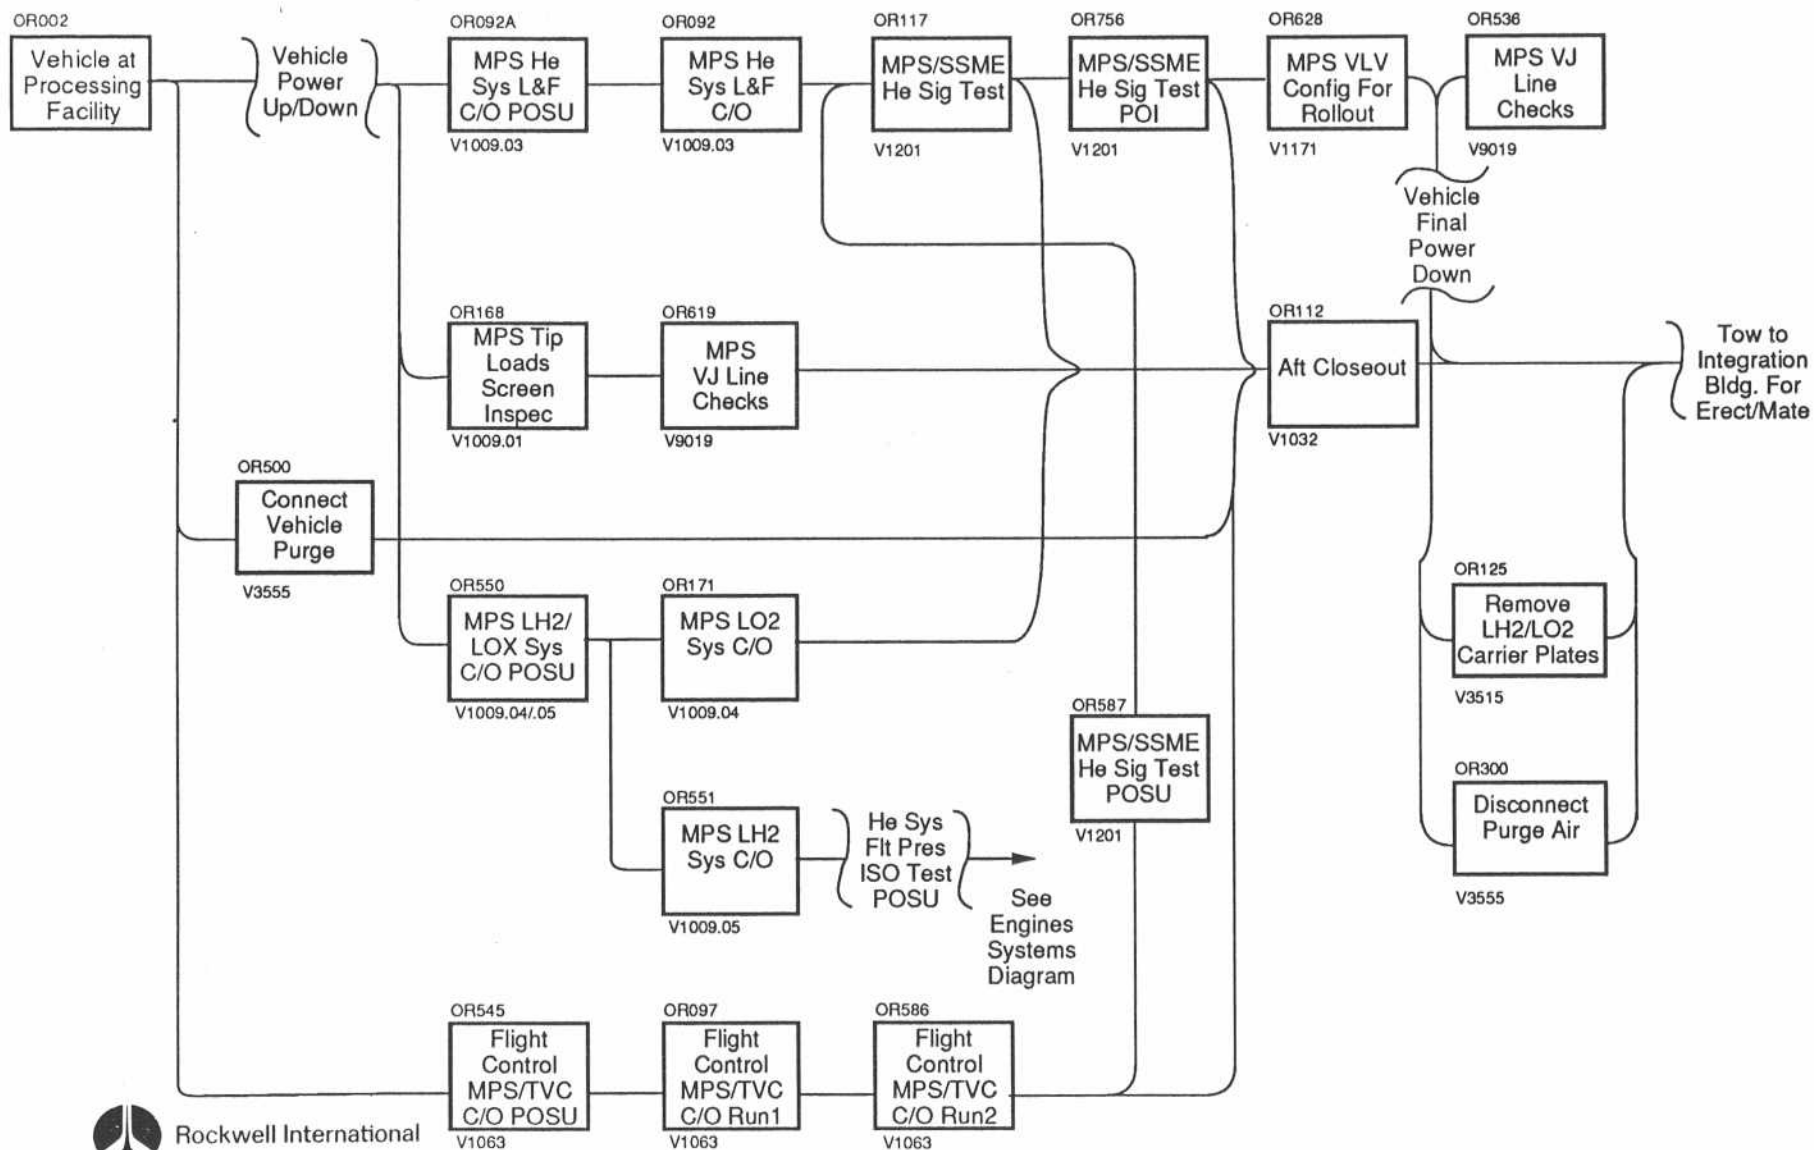 OR002
Vehicle at
Processing
Facility
Vehicle
Power
Up/Down
OR092A
MPS He
Sys L&F
C/O POSU
V1009.03
OR092
MPS He
Sys L&F
C/O
V1009.03
OR117
MPS/SSME
He Sig Test
V1201
OR756
MPS/SSME
He Sig Test
POI
V1201
OR628
MPS VLV
Config For
Rollout
V1171
OR536
MPS VJ
Line
Checks
V9019
Vehicle
Final
Power
Down
OR168
MPS Tip
Loads
Screen
Inspec
V1009.01
OR619
MPS
VJ Line
Checks
V9019
OR112
Aft Closeout
V1032
Tow to
Integration
Bldg. For
Erect/Mate
OR500
Connect
Vehicle
Purge
V3555
OR550
MPS LH2/
LOX Sys
C/O POSU
V1009.04/.05
OR171
MPS LO2
Sys C/O
V1009.04
OR125
Remove
LH2/LO2
Carrier Plates
V3515
OR587
MPS/SSME
He Sig Test
POSU
V1201
OR551
MPS LH2
Sys C/O
V1009.05
He Sys
Flt Pres
ISO Test
POSU
See
Engines
Systems
Diagram
OR300
Disconnect
Purge Air
V3555
OR545
Flight
Control
MPS/TVC
C/O POSU
V1063
OR097
Flight
Control
MPS/TVC
C/O Run1
V1063
OR586
Flight
Control
MPS/TVC
C/O Run2
V1063
Rockwell International